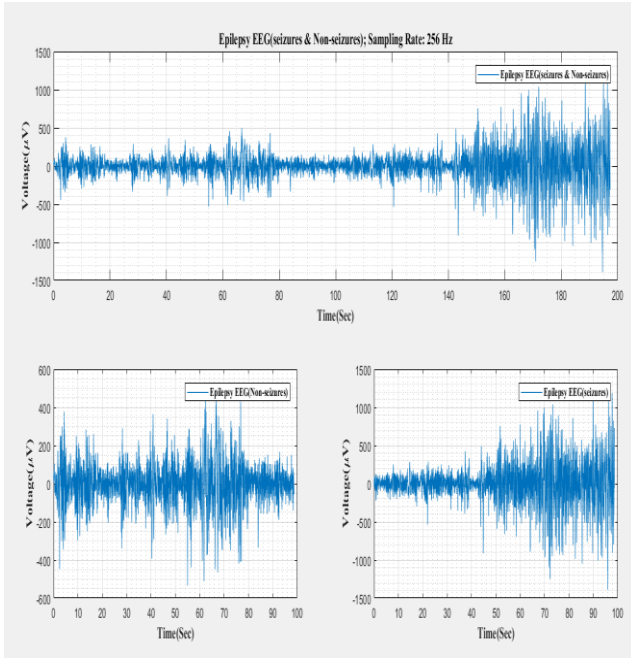 Epilepsy EEG(seizures & Non-seizures); Sampling Rate: 256 Hz
Epilepsy EEG(seizures & Non-seizures)
Voltage(μV)
1500
1000
500
0
-500
-1000
-1500
0 20 40 60 80 100 120 140 160 180 200
Time(Sec)
Epilepsy EEG(Non-seizures)
Voltage(μV)
600
400
200
0
-200
-400
-600
0 10 20 30 40 50 60 70 80 90 100
Time(Sec)
Epilepsy EEG(seizures)
Voltage(μV)
1500
1000
500
0
-500
-1000
-1500
0 10 20 30 40 50 60 70 80 90 100
Time(Sec)